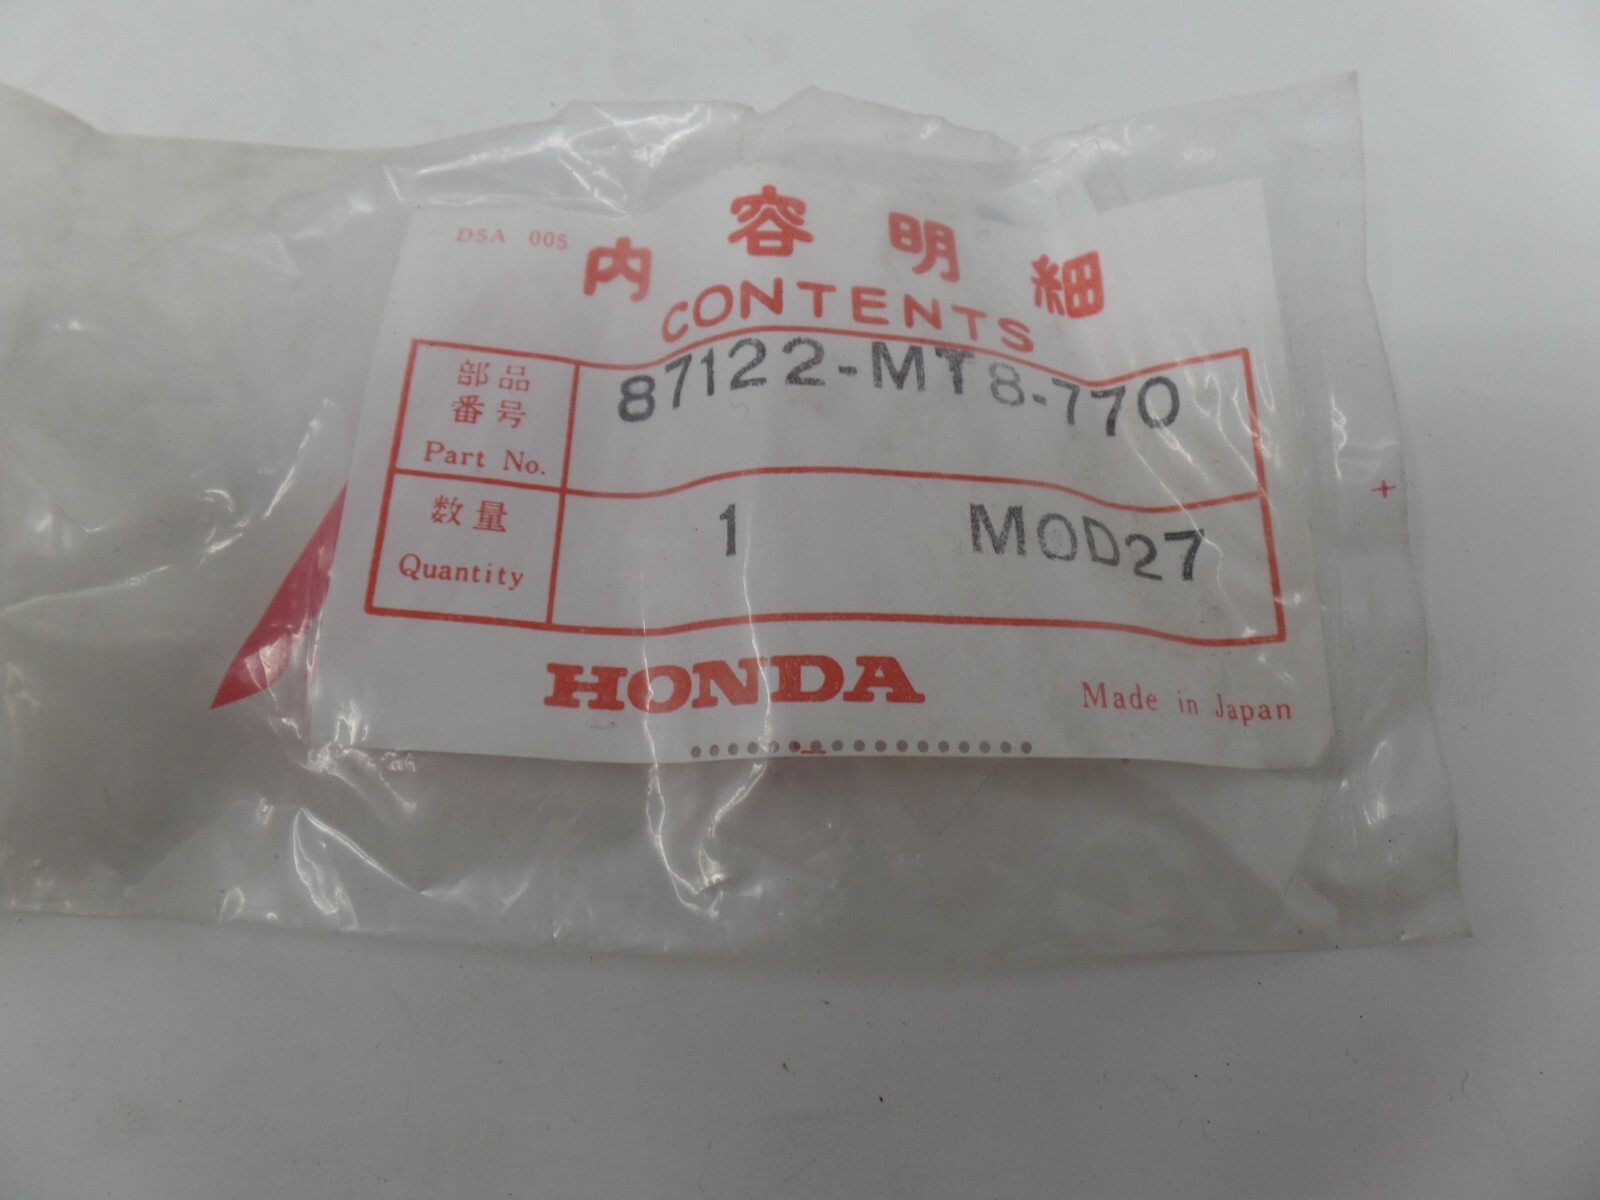 D5A 005
内容明細
CONTENTS
部品
番号
Part No.
87122-MT8-770
数量
Quantity
1 MOD27
HONDA
Made in Japan